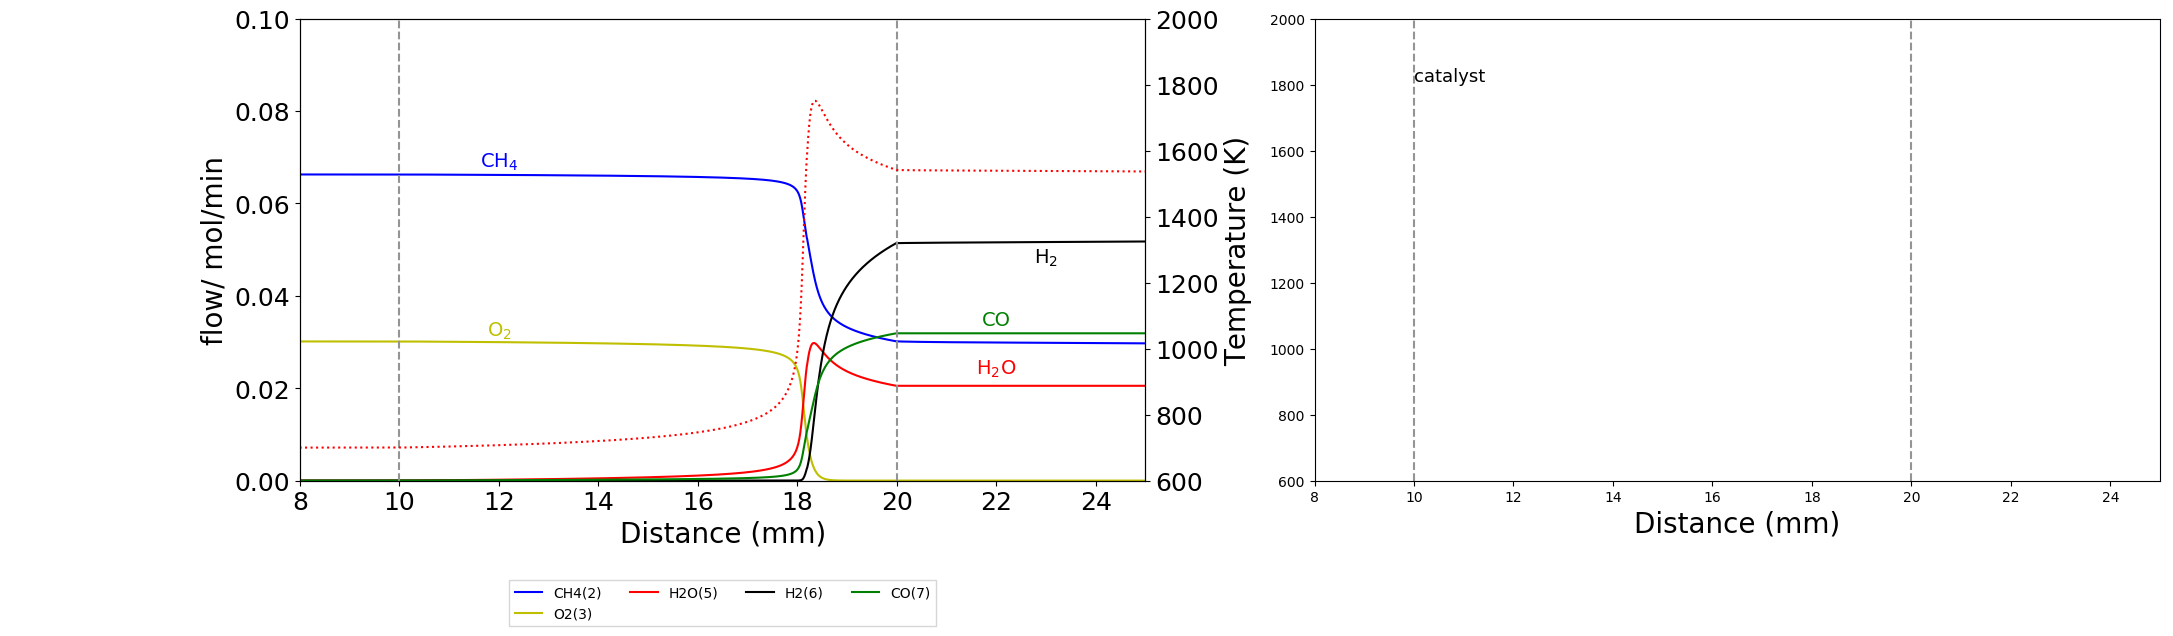 0.10
0.08
0.06
0.04
0.02
0.00
flow/ mol/min
8 10 12 14 16 18 20 22 24
Distance (mm)
CH4
O2
H2
CO
H2O
2000
1800
1600
1400
1200
1000
800
600
Temperature (K)
CH4(2) H2O(5) H2(6) CO(7)
O2(3)
2000
1800
1600
1400
1200
1000
800
600
catalyst
8 10 12 14 16 18 20 22 24
Distance (mm)